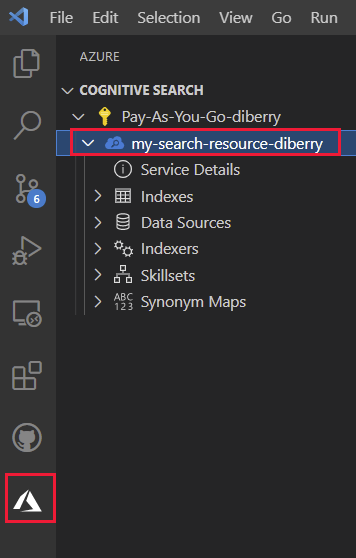 File Edit Selection View Go Run
AZURE
COGNITIVE SEARCH
Pay-As-You-Go-diberry
my-search-resource-diberry
Service Details
Indexes
Data Sources
Indexers
Skillsets
ABC
123 Synonym Maps
6